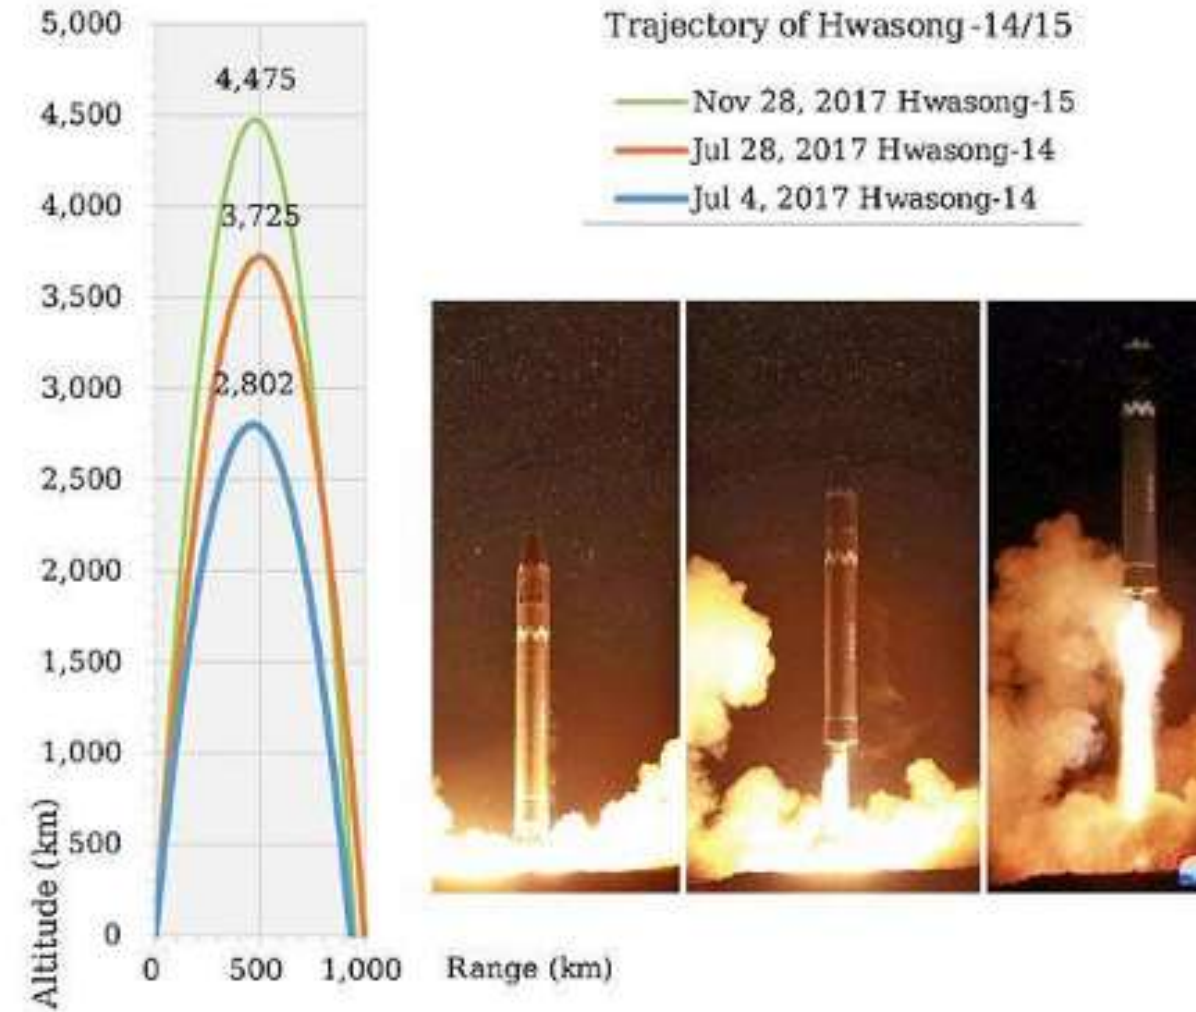 Trajectory of Hwasong -14/15
Nov 28, 2017 Hwasong-15
Jul 28, 2017 Hwasong-14
Jul 4, 2017 Hwasong-14
5,000
4,475
4,500
4,000
3,725
3,500
3,000
2,802
2,500
2,000
1,500
1,000
500
0
Altitude (km)
0 500 1,000
Range (km)